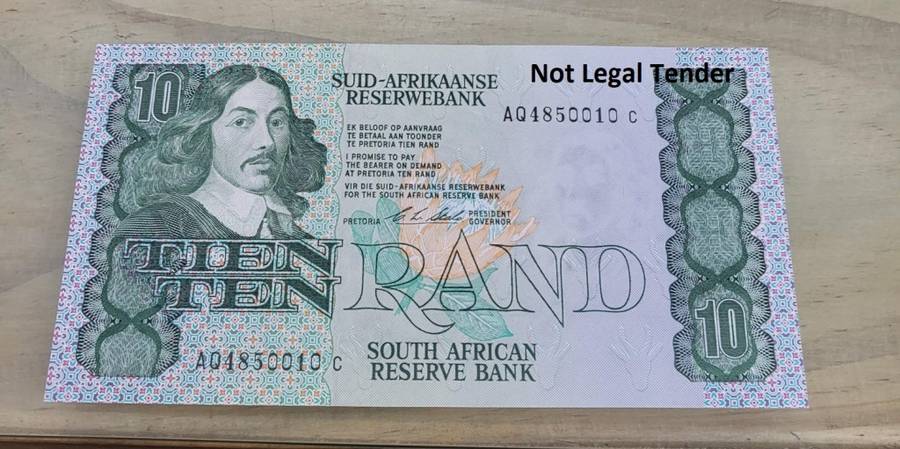 10
SUID-AFRIKAANSE
RESERWEBANK
Not Legal Tender
AQ4850010 C
EK BELOOF OP AANVRAAG
TE BETAAL AAN TOONDER
TE PRETORIA TIEN RAND
I PROMISE TO PAY
THE BEARER ON DEMAND
AT PRETORIA TEN RAND
VIR DIE SUID-AFRIKAANSE RESERWEBANK
FOR THE SOUTH AFRICAN RESERVE BANK
PRETORIA
PRESIDENT
GOVERNOR
TIEN
TEN
RAND
10
AQ4850010 C
SOUTH AFRICAN
RESERVE BANK